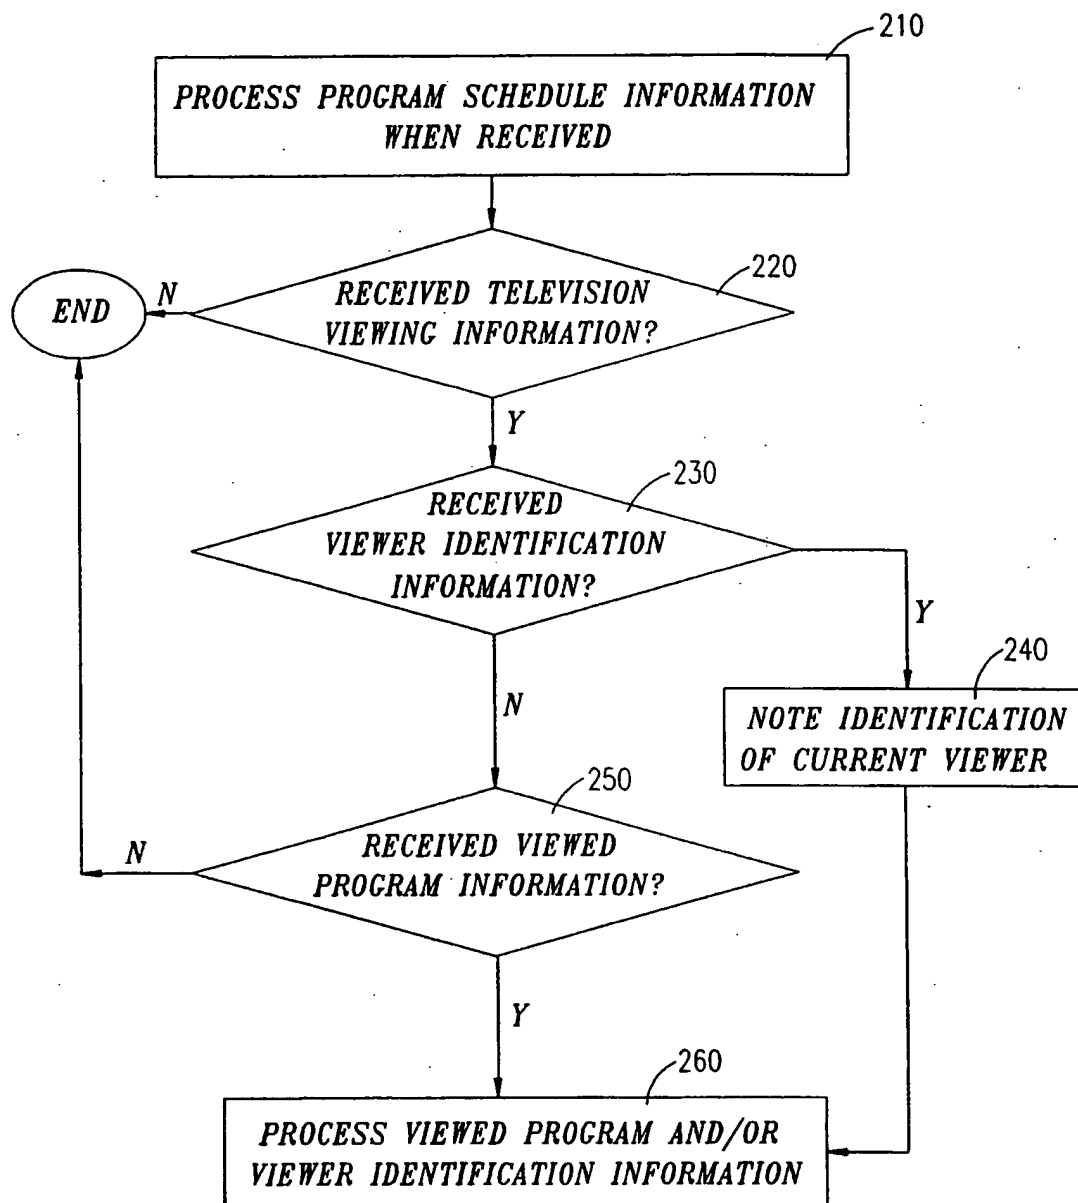 210
PROCESS PROGRAM SCHEDULE INFORMATION
WHEN RECEIVED
220
RECEIVED TELEVISION
VIEWING INFORMATION?
N
END
Y
230
RECEIVED
VIEWER IDENTIFICATION
INFORMATION?
Y
240
NOTE IDENTIFICATION
OF CURRENT VIEWER
N
250
RECEIVED VIEWED
PROGRAM INFORMATION?
N
Y
260
PROCESS VIEWED PROGRAM AND/OR
VIEWER IDENTIFICATION INFORMATION